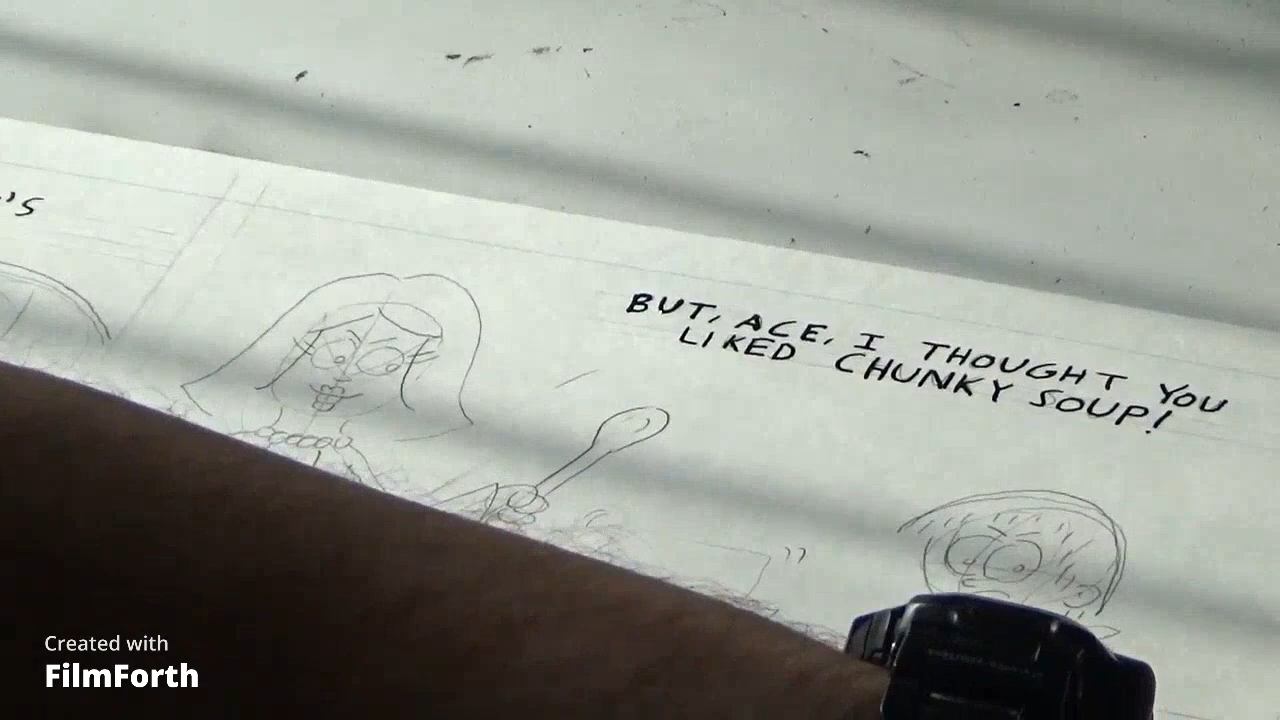 'S
BUT, ACE, I THOUGHT YOU
LIKED CHUNKY SOUP!
Created with
FilmForth